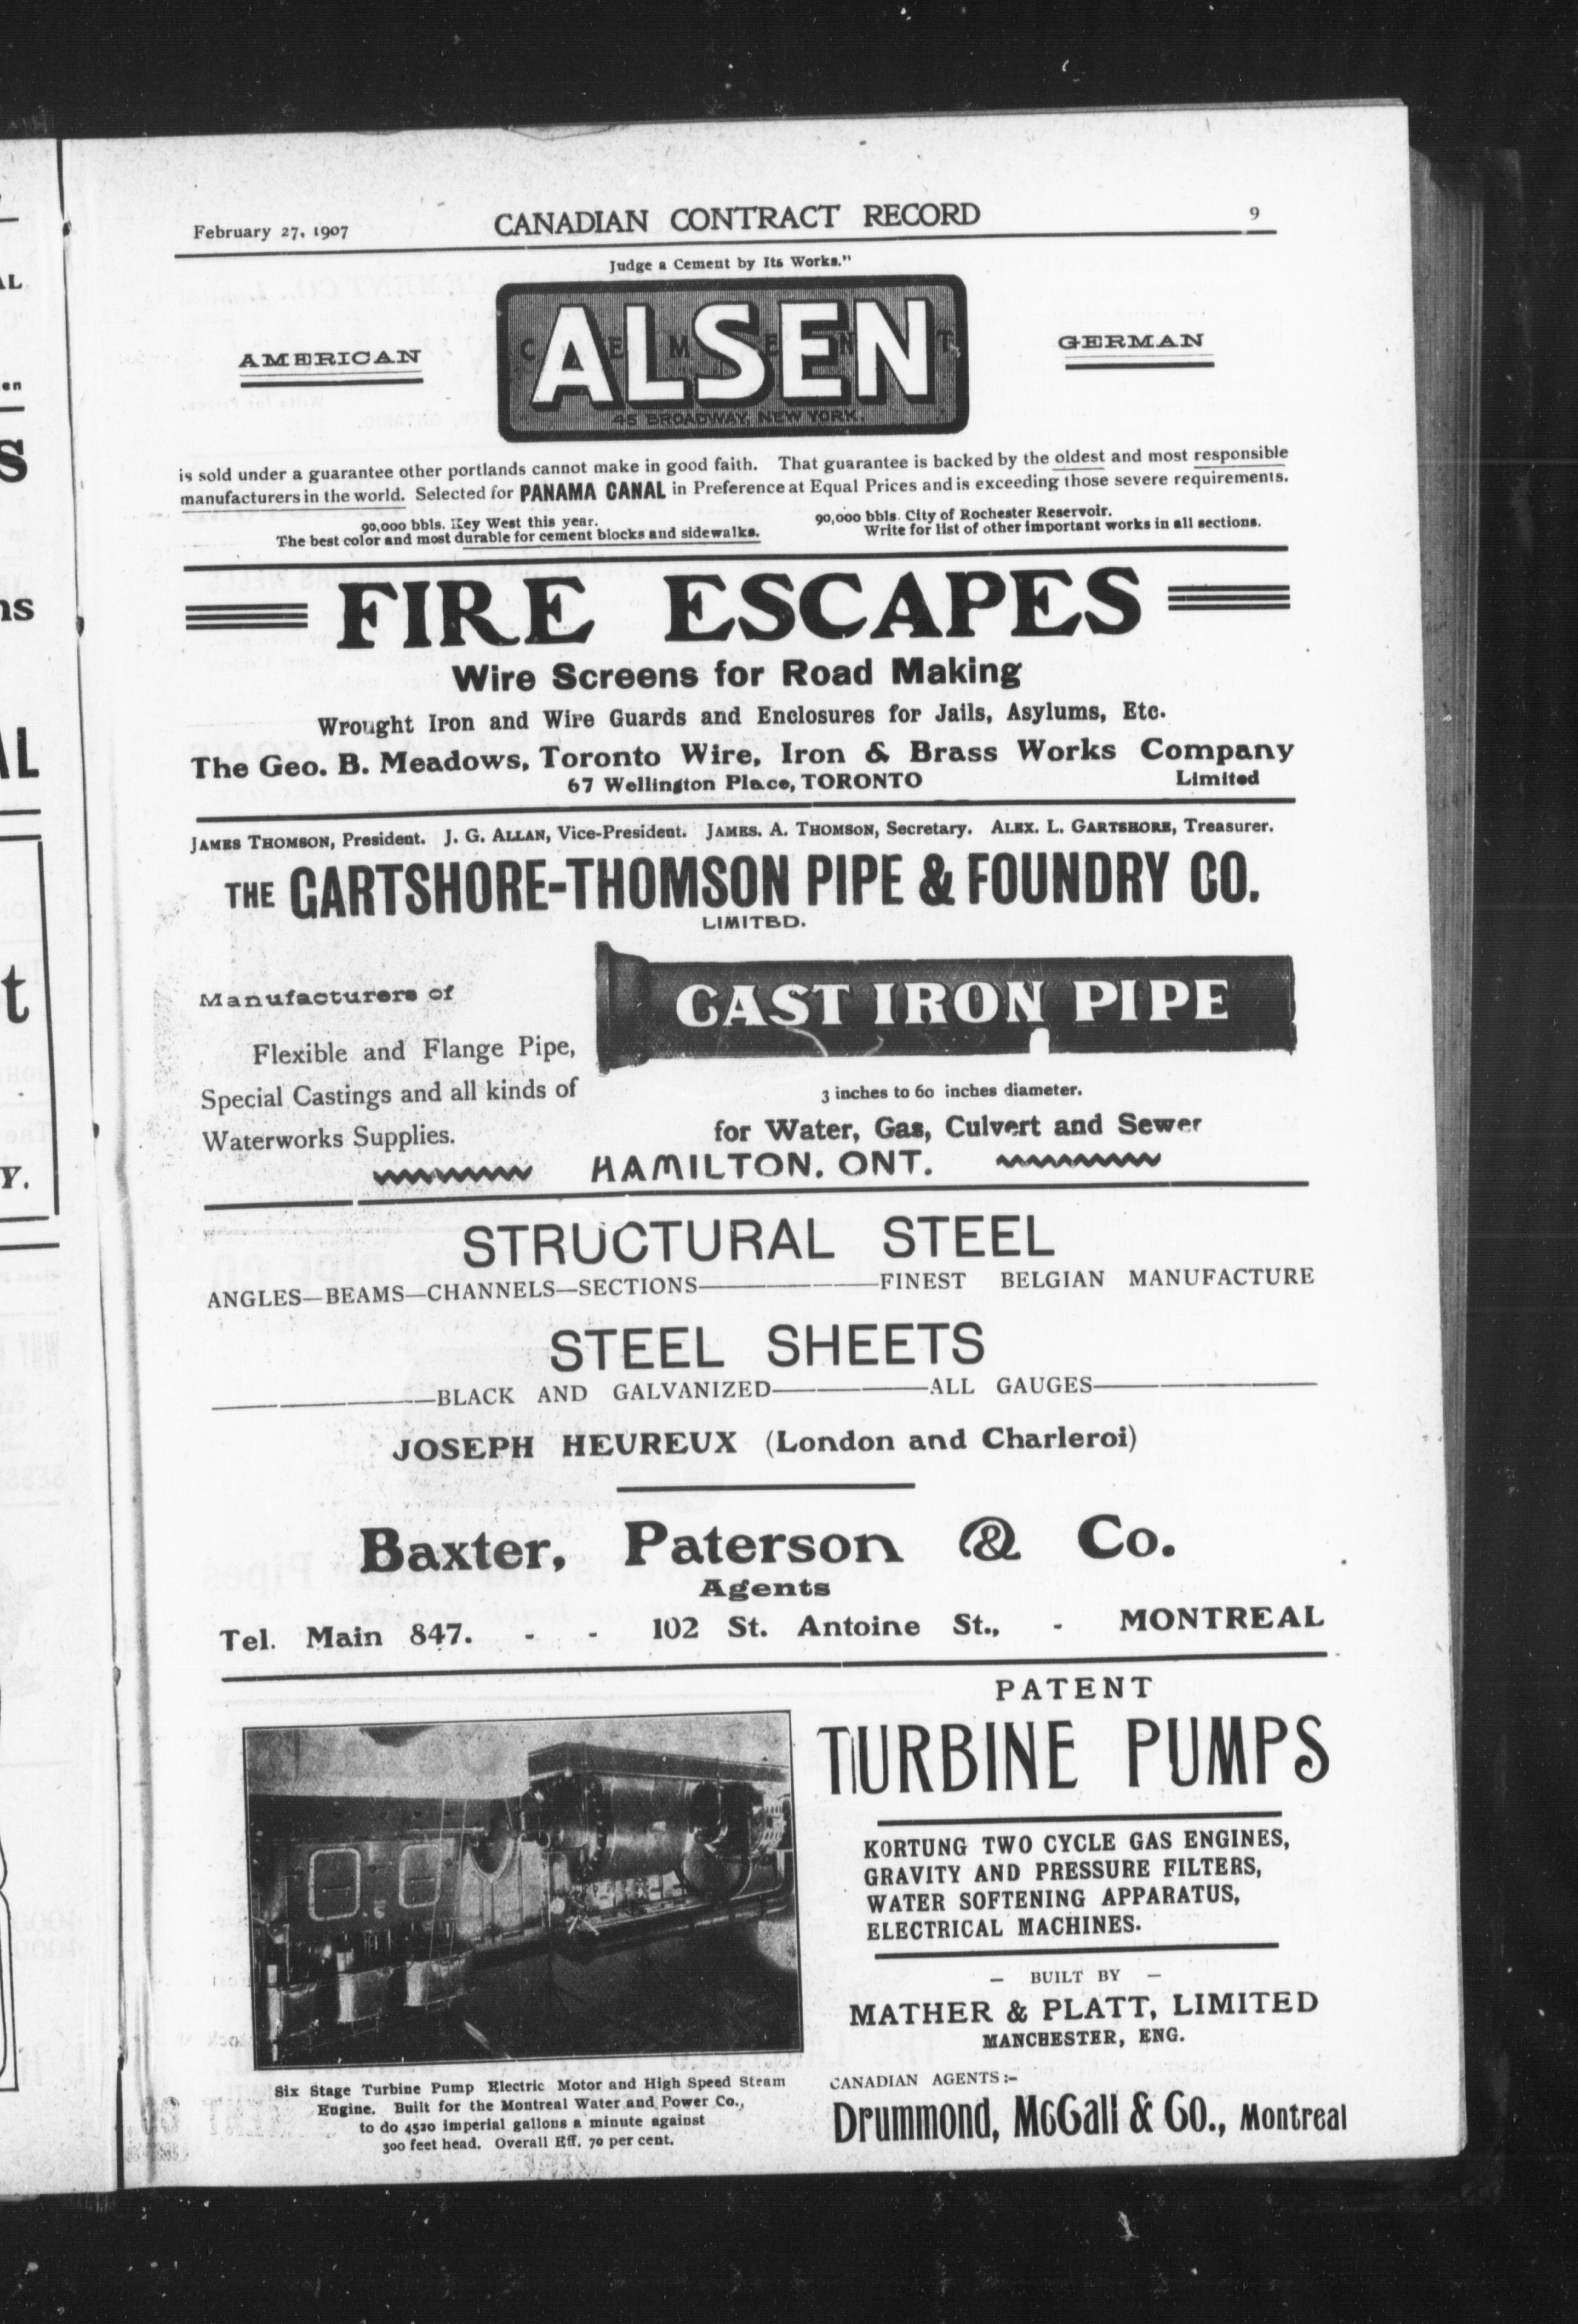 February 27, 1907
CANADIAN CONTRACT RECORD
9
Judge a Cement by Its Works."
AMERICAN
ALSEN
CEMENT
45 BROADWAY, NEW YORK.
GERMAN
is sold under a guarantee other portlands cannot make in good faith. That guarantee is backed by the oldest and most responsible
manufacturers in the world. Selected for PANAMA CANAL in Preference at Equal Prices and is exceeding those severe requirements.
90,000 bbls. Key West this year.
The best color and most durable for cement blocks and sidewalks.
90,000 bbls. City of Rochester Reservoir.
Write for list of other important works in all sections.
FIRE ESCAPES
Wire Screens for Road Making
Wrought Iron and Wire Guards and Enclosures for Jails, Asylums, Etc.
The Geo. B. Meadows, Toronto Wire, Iron & Brass Works Company
67 Wellington Place, TORONTO
Limited
JAMES THOMSON, President. J. G. ALLAN, Vice-President. JAMES. A. THOMSON, Secretary. ALEX. L. GARTSHORE, Treasurer.
THE GARTSHORE-THOMSON PIPE & FOUNDRY CO.
LIMITED.
Manufacturers of
Flexible and Flange Pipe,
Special Castings and all kinds of
Waterworks Supplies.
CAST IRON PIPE
3 inches to 60 inches diameter.
for Water, Gas, Culvert and Sewer
HAMILTON, ONT.
STRUCTURAL STEEL
ANGLES—BEAMS—CHANNELS—SECTIONS————FINEST BELGIAN MANUFACTURE
STEEL SHEETS
————BLACK AND GALVANIZED————ALL GAUGES————
JOSEPH HEUREUX (London and Charleroi)
Baxter, Paterson & Co.
Agents
Tel. Main 847. - - 102 St. Antoine St., - MONTREAL
PATENT
TURBINE PUMPS
KORTUNG TWO CYCLE GAS ENGINES,
GRAVITY AND PRESSURE FILTERS,
WATER SOFTENING APPARATUS,
ELECTRICAL MACHINES.
— BUILT BY —
MATHER & PLATT, LIMITED
MANCHESTER, ENG.
CANADIAN AGENTS:-
Drummond, McCall & Co., Montreal
Six Stage Turbine Pump Electric Motor and High Speed Steam
Engine. Built for the Montreal Water and Power Co.,
to do 4520 imperial gallons a minute against
300 feet head. Overall Eff. 70 per cent.